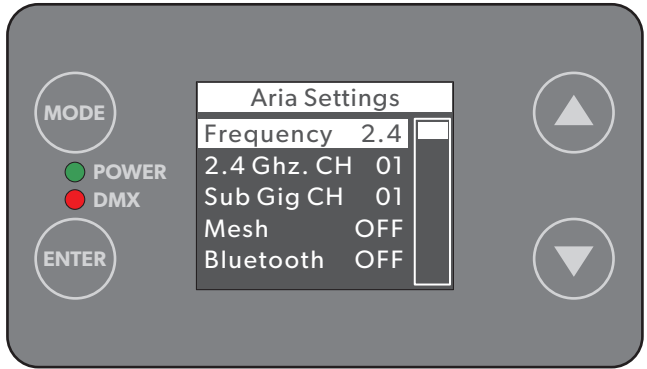 MODE
POWER
DMX
ENTER
Aria Settings
Frequency 2.4
2.4 Ghz. CH 01
Sub Gig CH 01
Mesh OFF
Bluetooth OFF